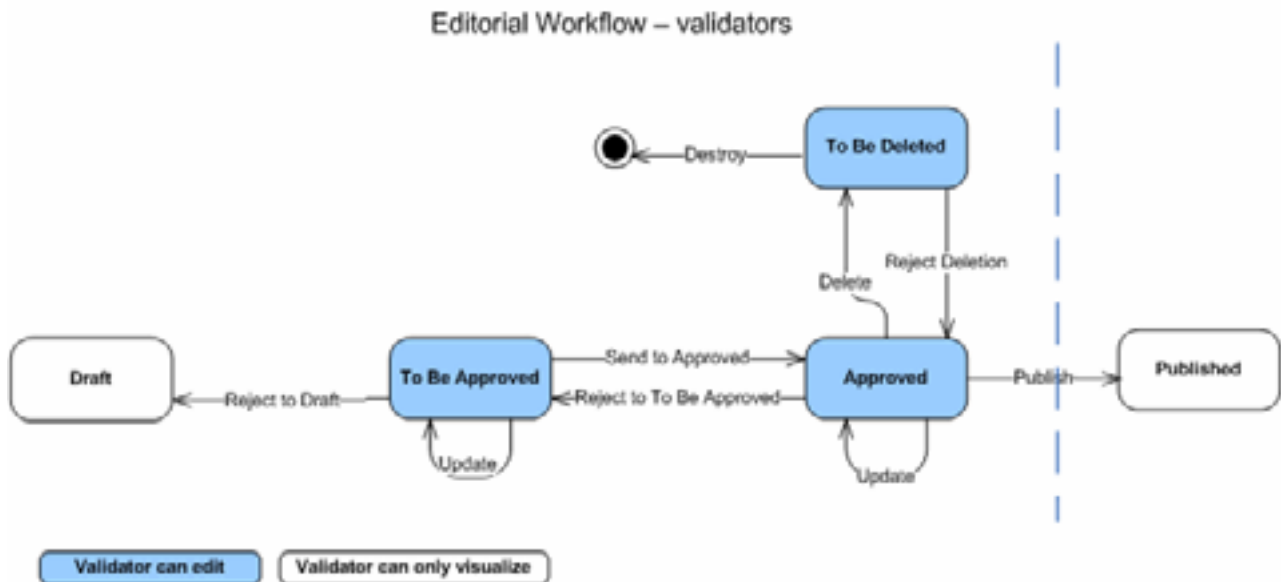 Editorial Workflow – validators
To Be Deleted
Destroy
Reject Deletion
Delete
Draft
To Be Approved
Send to Approved
Approved
Published
Publish
Reject to Draft
Reject to To Be Approved
Update
Update
Validator can edit
Validator can only visualize